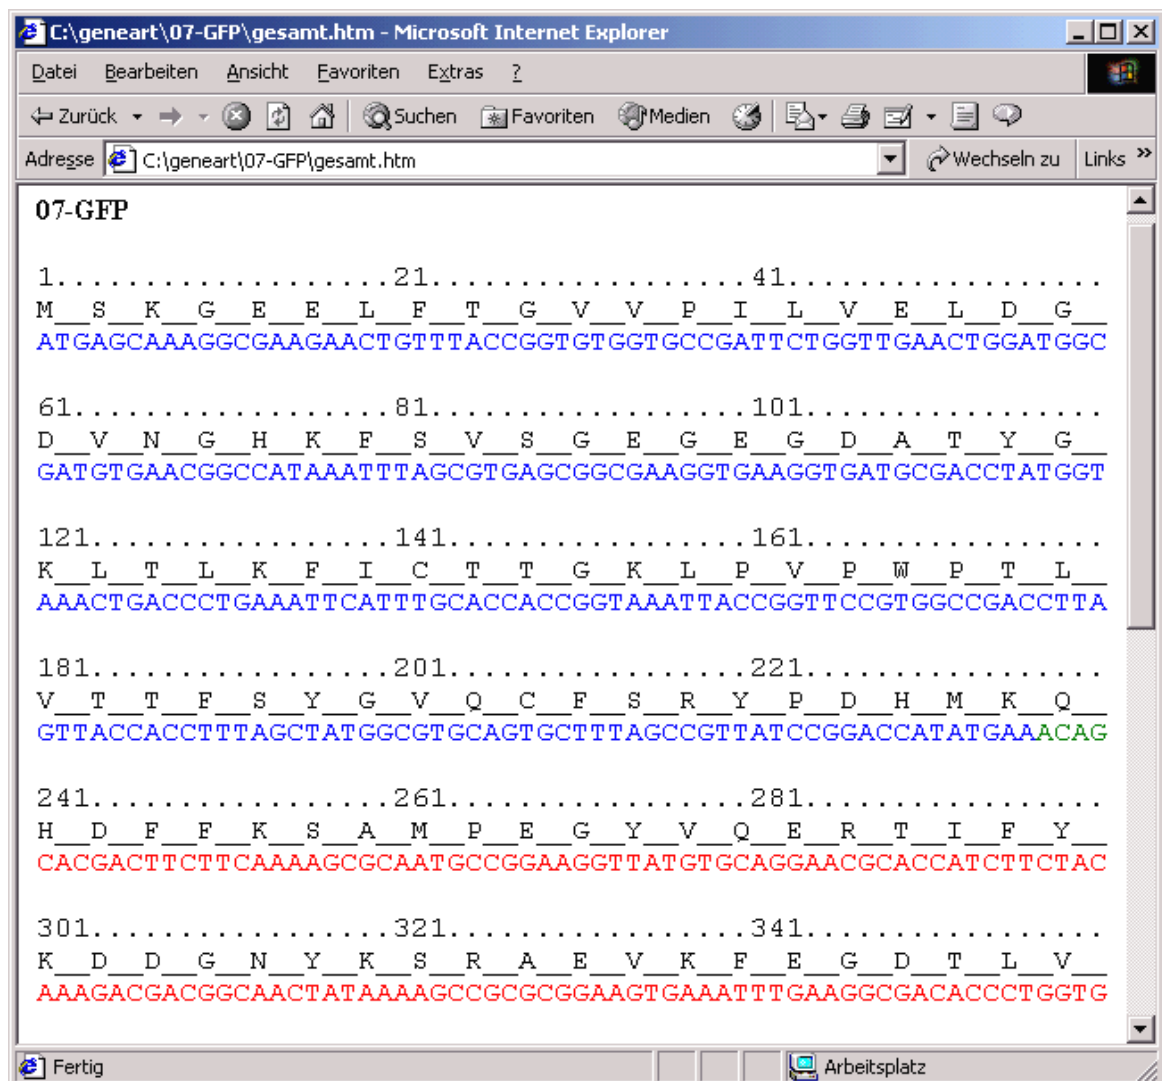 C:\geneart\07-GFP\gesamt.htm - Microsoft Internet Explorer
Datei Bearbeiten Ansicht Favoriten Extras ?
Zurück Suchen Favoriten Medien
Adresse C:\geneart\07-GFP\gesamt.htm Wechseln zu Links »
07-GFP
1..................21..................41..................
M__S__K__G__E__E__L__F__T__G__V__V__P__I__L__V__E__L__D__G__
ATGAGCAAAGGCGAAGAACTGTTTACCGGTGTGGTGCCGATTCTGGTTGAACTGGATGGC
61..................81..................101.................
D__V__N__G__H__K__F__S__V__S__G__E__G__E__G__D__A__T__Y__G__
GATGTGAACGGCCATAAATTTAGCGTGAGCGGCGAAGGTGAAGGTGATGCGACCTATGGT
121.................141.................161.................
K__L__T__L__K__F__I__C__T__T__G__K__L__P__V__P__W__P__T__L__
AAACTGACCCTGAAATTCATTTGCACCACCGGTAAATTACCGGTTCCGTGGCCGACCTTA
181.................201.................221.................
V__T__T__F__S__Y__G__V__Q__C__F__S__R__Y__P__D__H__M__K__Q__
GTTACCACCTTTAGCTATGGCGTGCAGTGCTTTAGCCGTTATCCGGACCATATGAAACAG
241.................261.................281.................
H__D__F__F__K__S__A__M__P__E__G__Y__V__Q__E__R__T__I__F__Y__
CACGACTTCTTCAAAAGCGCAATGCCGGAAGGTTATGTGCAGGAACGCACCATCTTCTAC
301.................321.................341.................
K__D__D__G__N__Y__K__S__R__A__E__V__K__F__E__G__D__T__L__V__
AAAGACGACGGCAACTATAAAAGCCGCGCGGAAGTGAAATTTGAAGGCGACACCCTGGTG
Fertig Arbeitsplatz